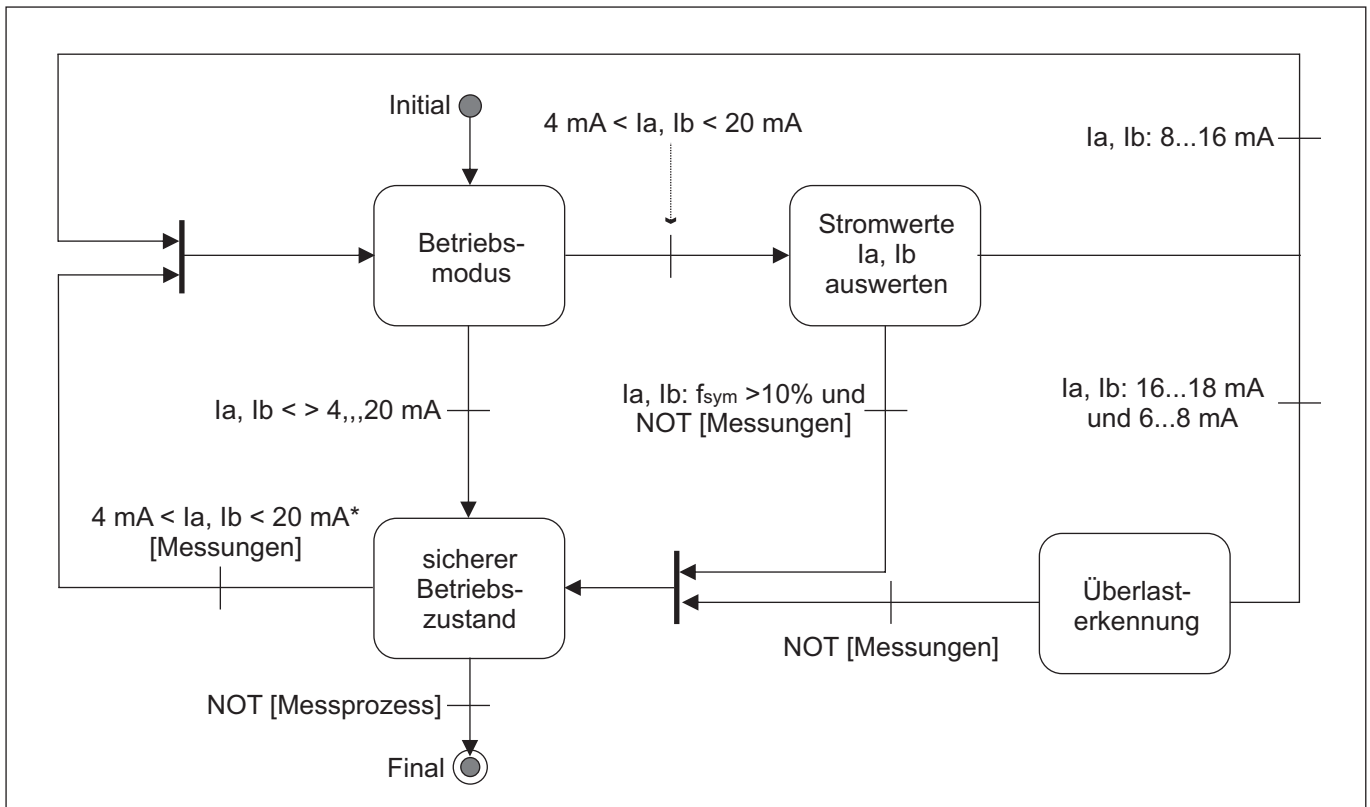 Initial
4 mA < Ia, Ib < 20 mA
Ia, Ib: 8...16 mA
Betriebs-
modus
Stromwerte
Ia, Ib
auswerten
Ia, Ib < > 4,,,20 mA
Ia, Ib: fsym >10% und
NOT [Messungen]
Ia, Ib: 16...18 mA
und 6...8 mA
4 mA < Ia, Ib < 20 mA*
[Messungen]
sicherer
Betriebs-
zustand
Überlast-
erkennung
NOT [Messungen]
NOT [Messprozess]
Final